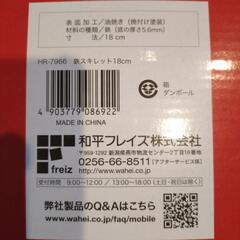 表面加工/油焼き(焼付け塗装)
材料の種類/鉄(底の厚さ5.6mm)
寸 法/18cm
HR-7966 鉄スキレット18cm
4 903779 086922
MADE IN CHINA
箱
ダンボール
freiz
和平フレイズ株式会社
〒959-1292 新潟県燕市物流センター2丁目16番地
0256-66-8511
【アフターサービス係】
受付時間 9:00~12:00 / 13:00~18:00(土日・祝日は除く)
弊社製品のQ&Aはこちら
www.wahei.co.jp/faq/mobile